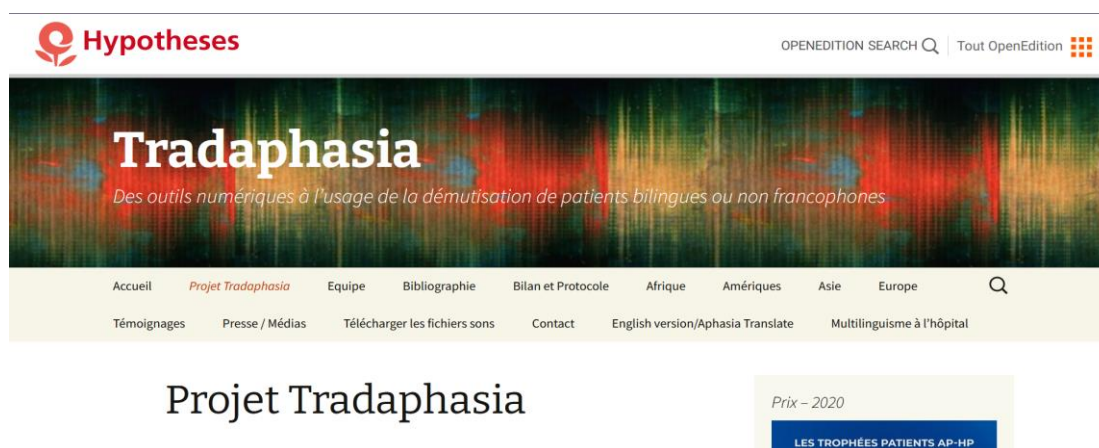 Hypotheses
OPENEDITION SEARCH Tout OpenEdition
Tradaphasia
Des outils numériques à l'usage de la démutisation de patients bilingues ou non francophones
Accueil Projet Tradaphasia Equipe Bibliographie Bilan et Protocole Afrique Amériques Asie Europe
Témoignages Presse / Médias Télécharger les fichiers sons Contact English version/Aphasia Translate Multilinguisme à l'hôpital
Projet Tradaphasia
Prix – 2020
LES TROPHÉES PATIENTS AP-HP